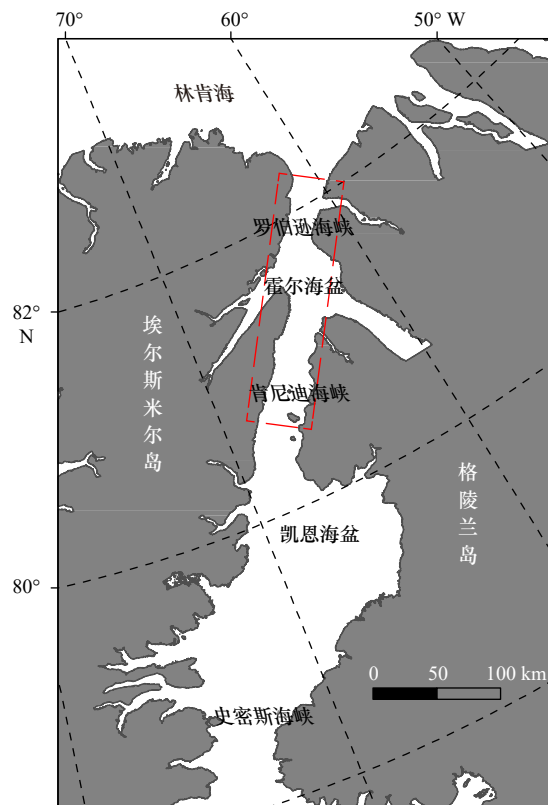 70°
60°
50° W
林肯海
罗伯逊海峡
霍尔海盆
82°
N
埃尔斯米尔岛
肯尼迪海峡
格陵兰岛
凯恩海盆
80°
0 50 100 km
史密斯海峡